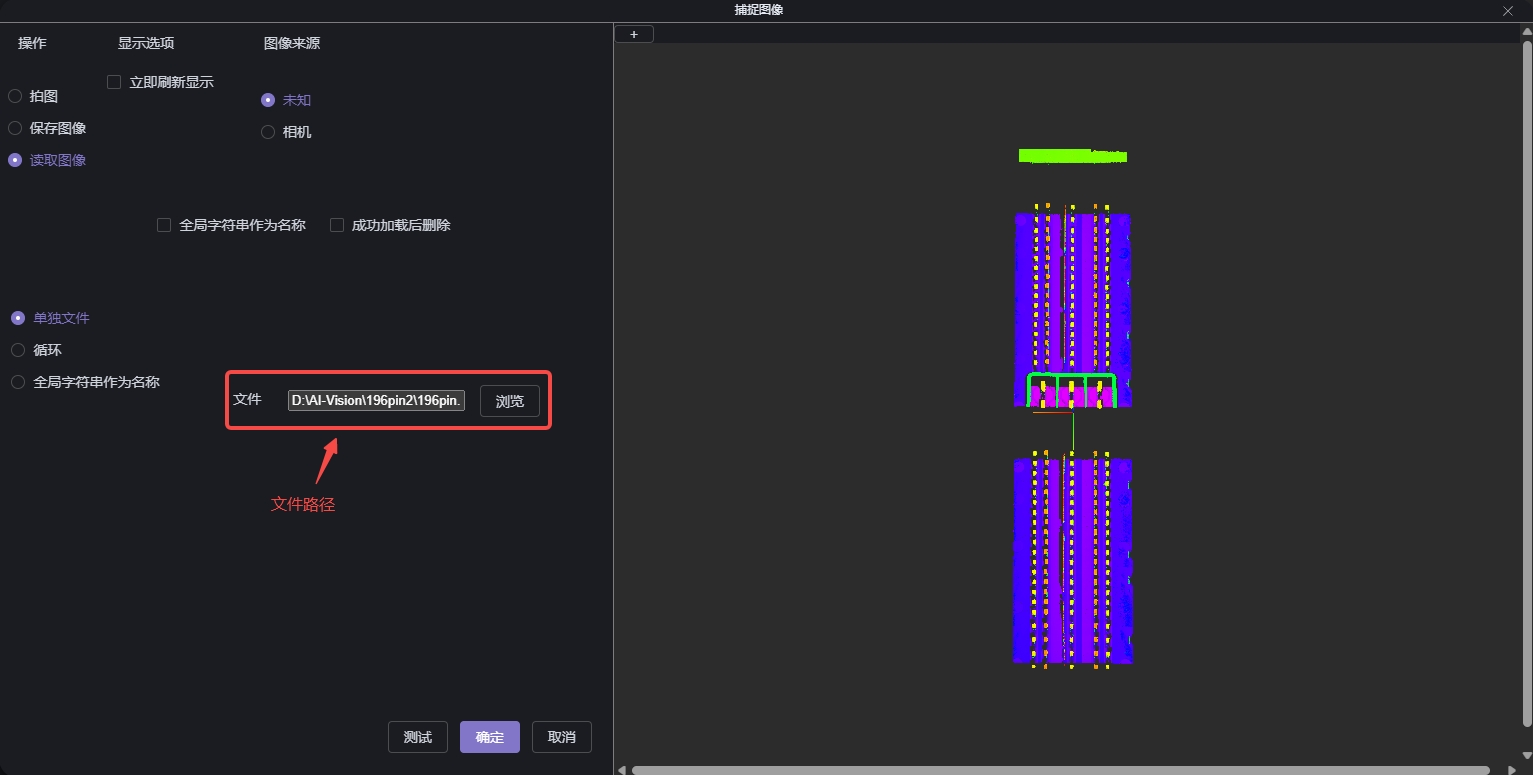 捕捉图像
操作
显示选项
图像来源
立即刷新显示
拍图
未知
保存图像
相机
读取图像
全局字符串作为名称
成功加载后删除
单独文件
循环
全局字符串作为名称
文件
D:\AI-Vision\196pin2\196pin.
浏览
文件路径
测试
确定
取消